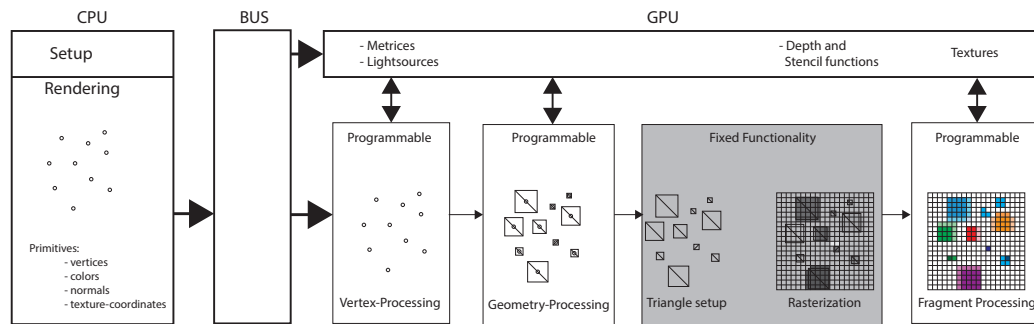 CPU
BUS
GPU
Setup
- Metrices
- Lightsources
- Depth and
Stencil functions
Textures
Rendering
Primitives:
- vertices
- colors
- normals
- texture-coordinates
Programmable
Vertex-Processing
Programmable
Geometry-Processing
Fixed Functionality
Triangle setup
Rasterization
Programmable
Fragment Processing